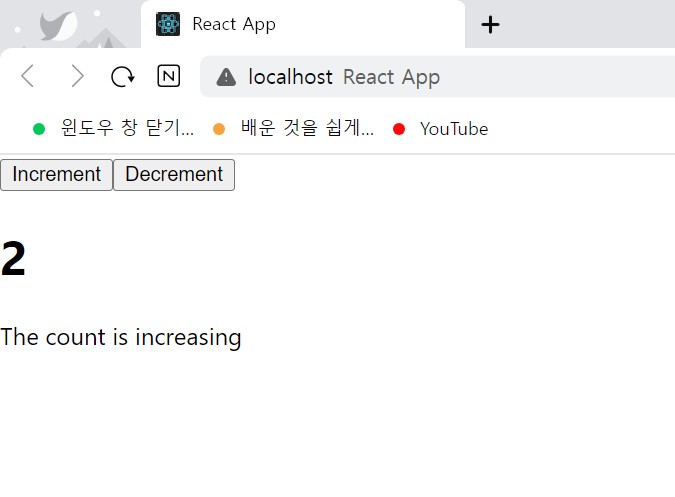 React App
N
localhost React App
윈도우 창 닫기... 배운 것을 쉽게... YouTube
Increment Decrement
2
The count is increasing